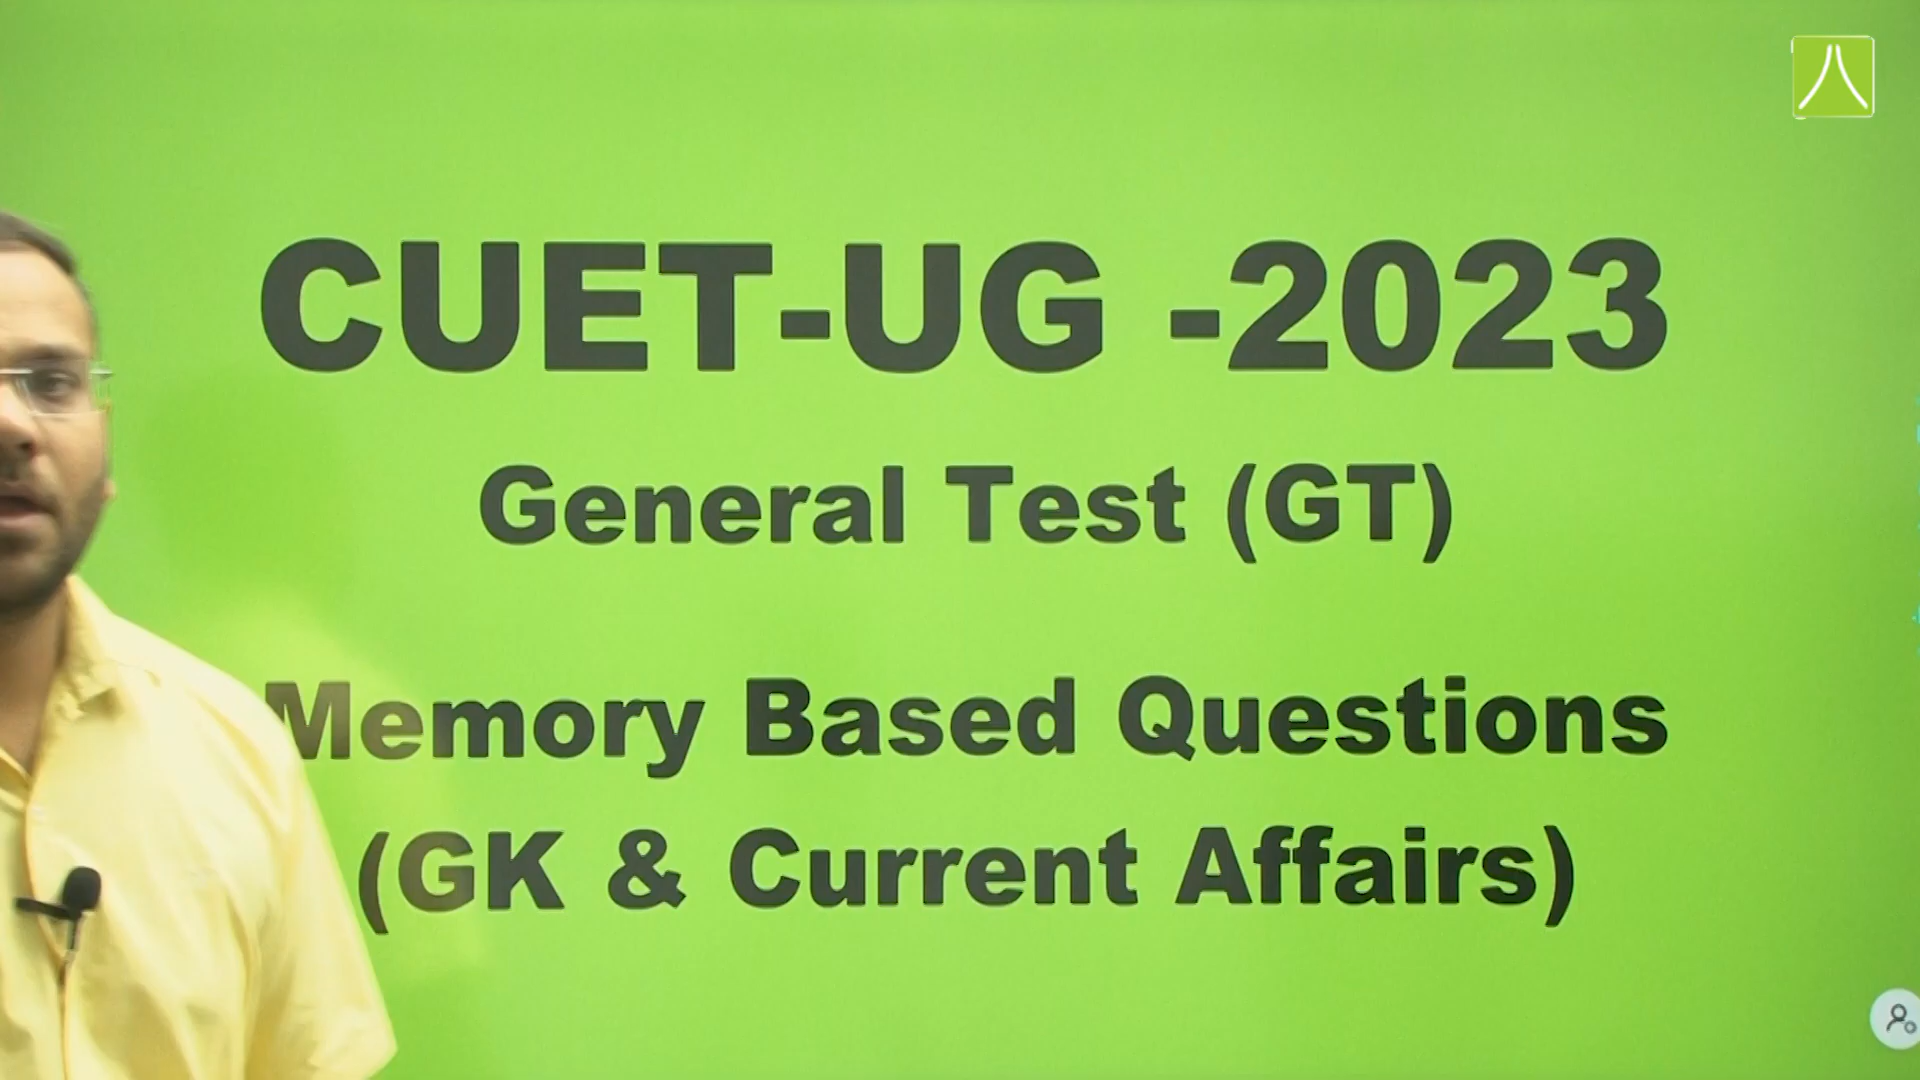 CUET-UG -2023
General Test (GT)
Memory Based Questions
(GK & Current Affairs)